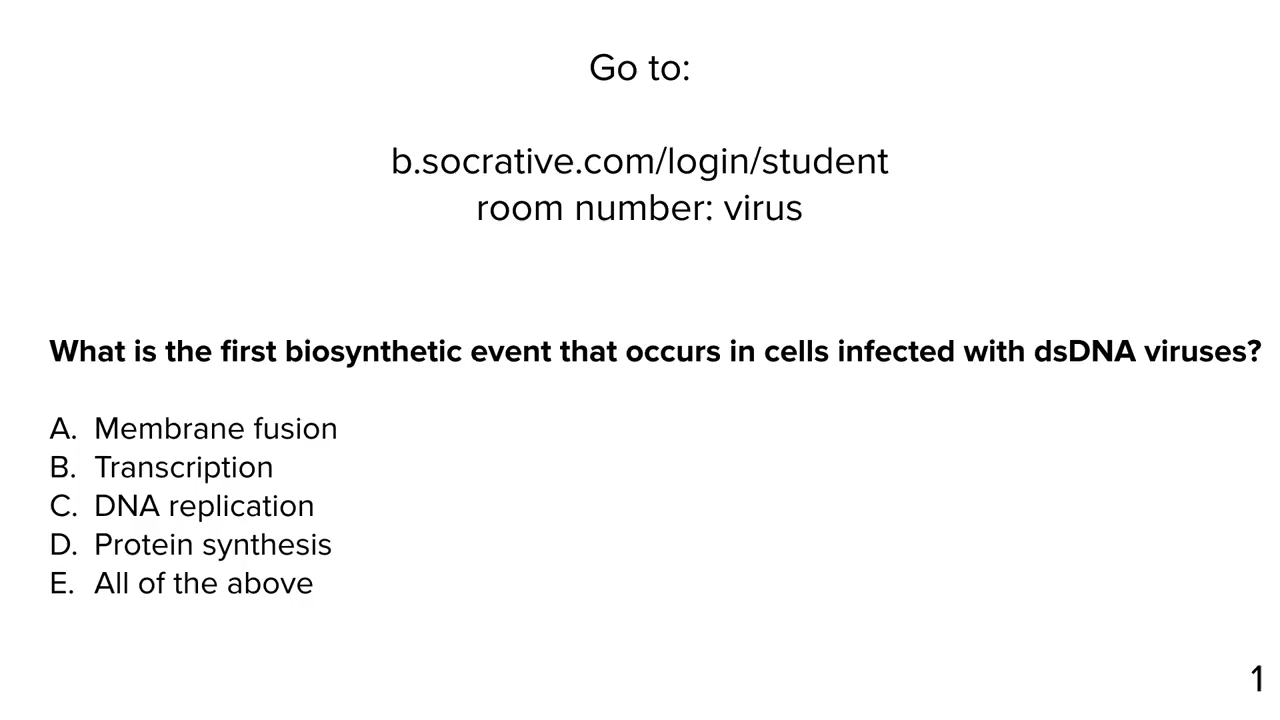 Go to:
b.socrative.com/login/student
room number: virus
What is the first biosynthetic event that occurs in cells infected with dsDNA viruses?
A. Membrane fusion
B. Transcription
C. DNA replication
D. Protein synthesis
E. All of the above
1